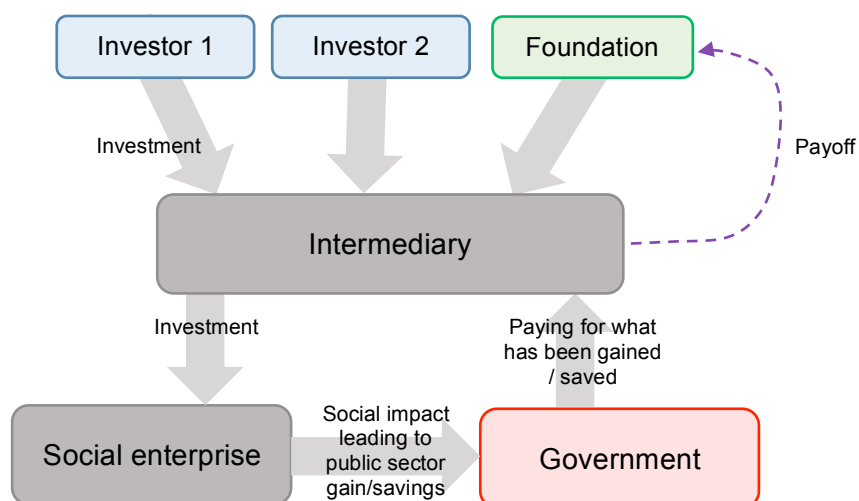 Investor 1
Investor 2
Foundation
Investment
Payoff
Intermediary
Investment
Paying for what
has been gained
/ saved
Social enterprise
Social impact
leading to
public sector
gain/savings
Government